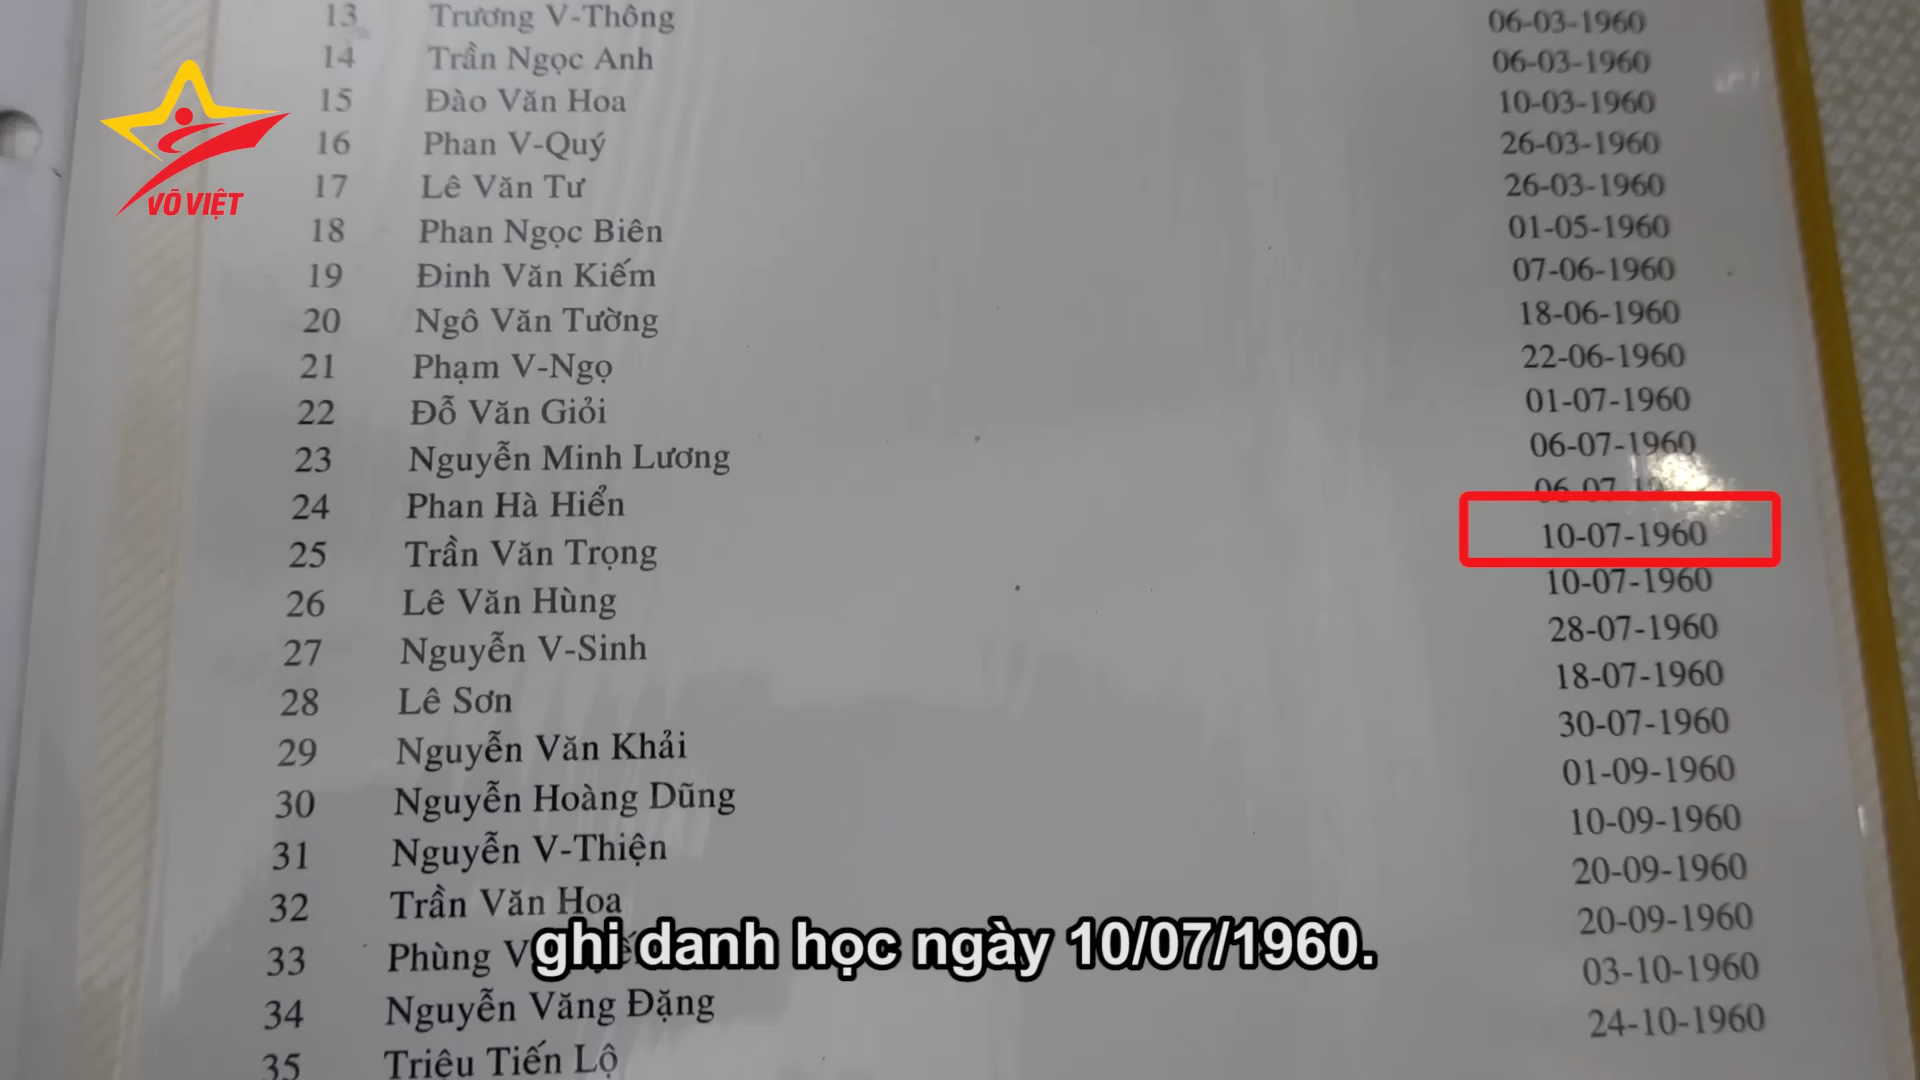 13 Trương V-Thông 06-03-1960
14 Trần Ngọc Anh 06-03-1960
15 Đào Văn Hoa 10-03-1960
16 Phan V-Quý 26-03-1960
17 Lê Văn Tư 26-03-1960
18 Phan Ngọc Biên 01-05-1960
19 Đinh Văn Kiếm 07-06-1960
20 Ngô Văn Tường 18-06-1960
21 Phạm V-Ngọ 22-06-1960
22 Đỗ Văn Giỏi 01-07-1960
23 Nguyễn Minh Lương 06-07-1960
24 Phan Hà Hiển
25 Trần Văn Trọng 10-07-1960
26 Lê Văn Hùng 10-07-1960
27 Nguyễn V-Sinh 28-07-1960
28 Lê Sơn 18-07-1960
29 Nguyễn Văn Khải 30-07-1960
30 Nguyễn Hoàng Dũng 01-09-1960
31 Nguyễn V-Thiện 10-09-1960
32 Trần Văn Hoa 20-09-1960
33 Phùng 20-09-1960
34 Nguyễn Văng Đặng 03-10-1960
35 Triệu Tiến Lộ 24-10-1960
VÕ VIỆT
ghi danh học ngày 10/07/1960.